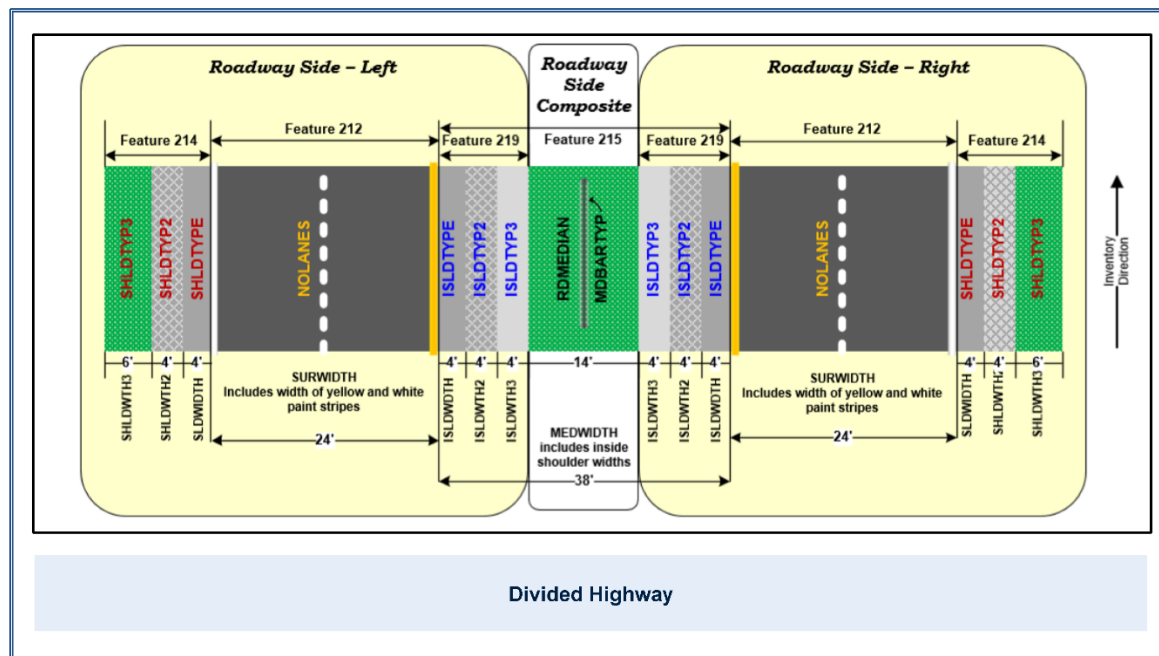 Roadway Side – Left
Roadway
Side
Composite
Roadway Side – Right
Feature 214
Feature 212
Feature 219
Feature 215
Feature 219
Feature 212
Feature 214
SHLDTYP3
SHLDTYP2
SHLDTYPE
NOLANES
ISLDTYPE
ISLDTYP2
ISLDTYP3
RDMEDIAN
MDBARTYP
ISLDTYP3
ISLDTYP2
ISLDTYPE
NOLANES
SHLDTYPE
SHLDTYP2
SHLDTYP3
Inventory
Direction
6'
4'
4'
4'
4'
4'
14'
4'
4'
4'
4'
4'
6'
SHLDWTH3
SHLDWTH2
SLDWIDTH
SURWIDTH
Includes width of yellow and white
paint stripes
24'
ISLDWDTH
ISLDWTH2
ISLDWTH3
MEDWIDTH
includes inside
shoulder widths
38'
ISLDWTH3
ISLDWTH2
ISLDWDTH
SURWIDTH
Includes width of yellow and white
paint stripes
24'
SLDWIDTH
SHLDWTH2
SHLDWTH3
Divided Highway